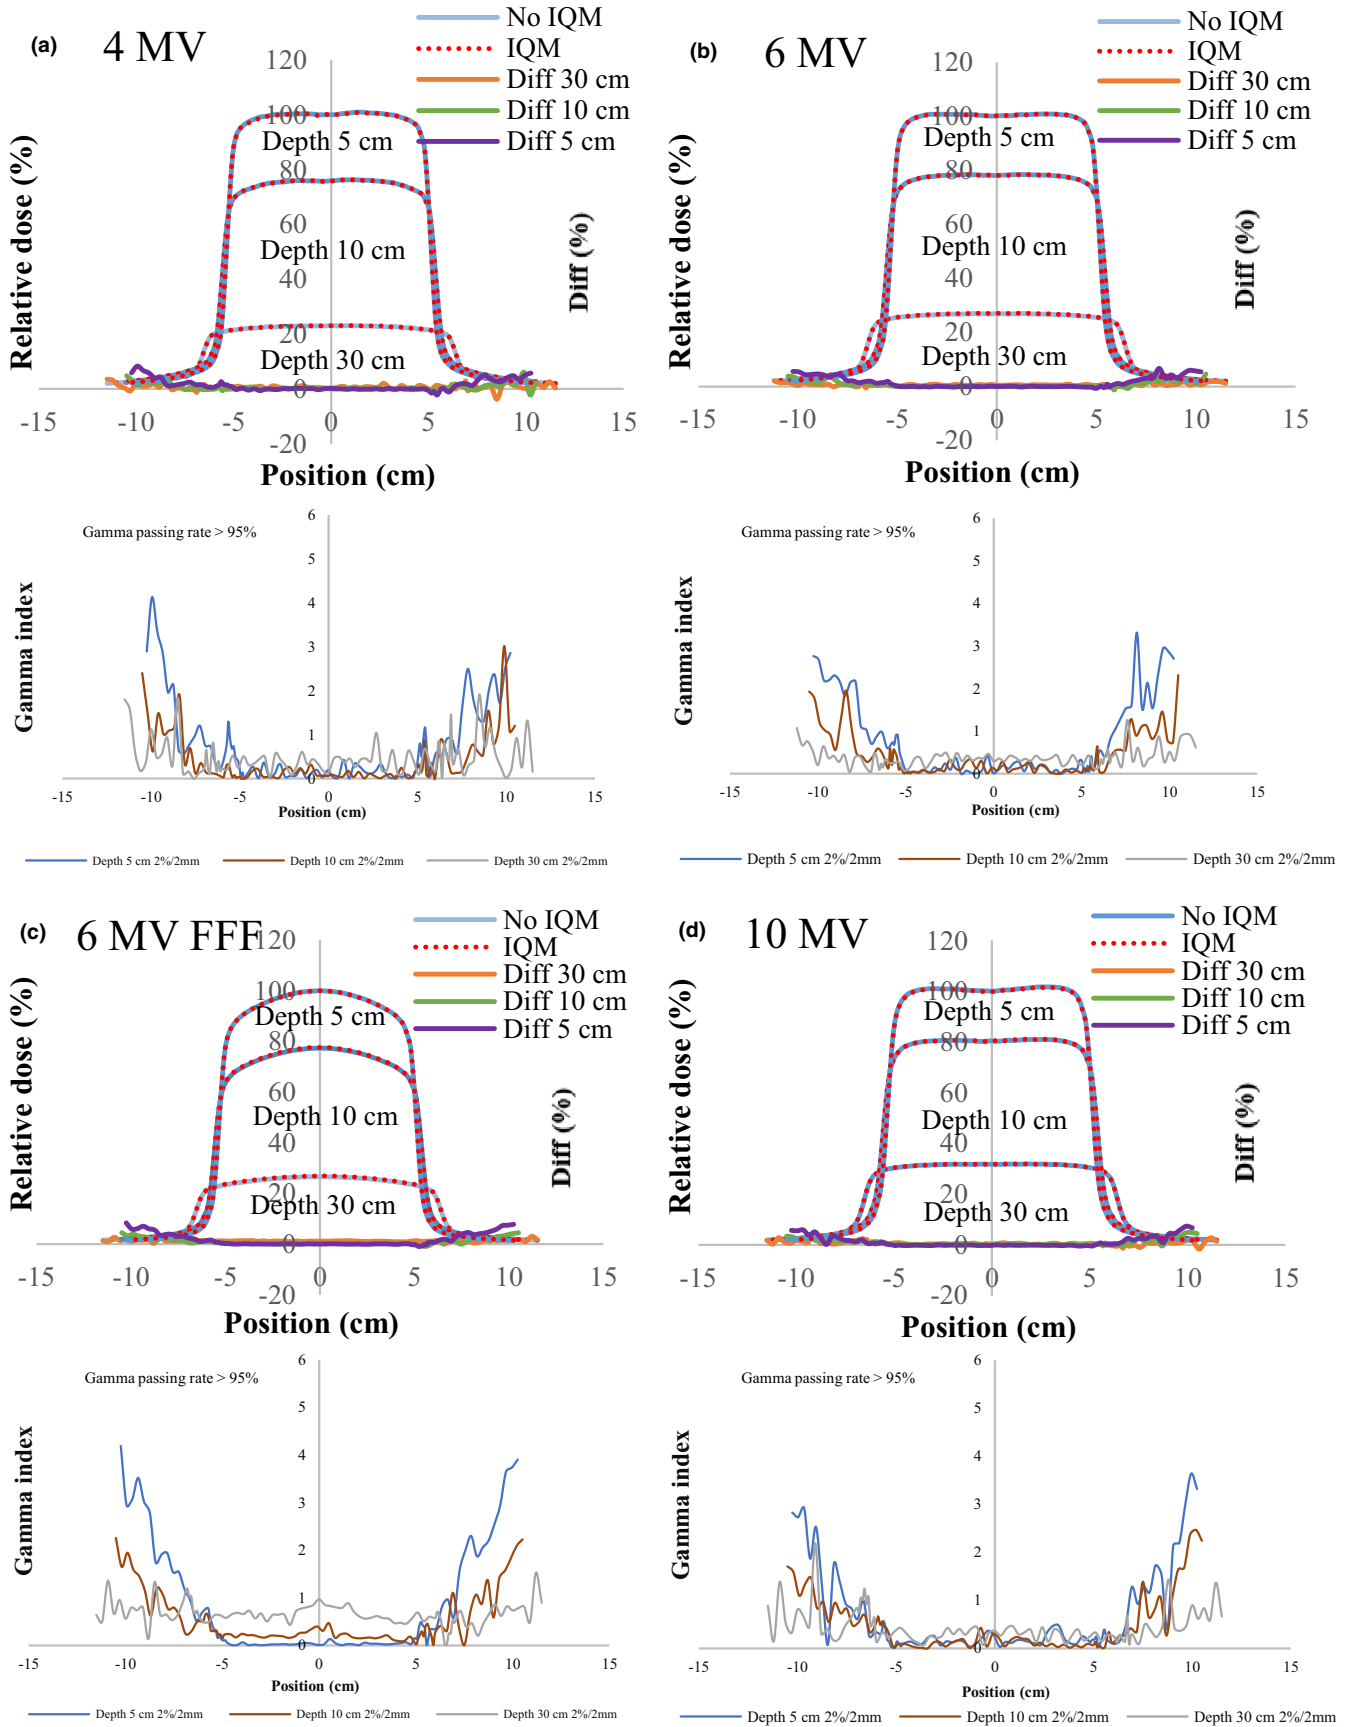 (a) 4 MV
No IQM
IQM
Diff 30 cm
Diff 10 cm
Diff 5 cm
Relative dose (%)
120
100
80
60
40
20
0
-20
Depth 5 cm
Depth 10 cm
Depth 30 cm
Diff (%)
-15 -10 -5 0 5 10 15
Position (cm)
Gamma passing rate > 95%
Gamma index
6
5
4
3
2
1
0
-15 -10 -5 0 5 10 15
Position (cm)
Depth 5 cm 2%/2mm Depth 10 cm 2%/2mm Depth 30 cm 2%/2mm
(b) 6 MV
No IQM
IQM
Diff 30 cm
Diff 10 cm
Diff 5 cm
Relative dose (%)
120
100
80
60
40
20
0
-20
Depth 5 cm
Depth 10 cm
Depth 30 cm
Diff (%)
-15 -10 -5 0 5 10 15
Position (cm)
Gamma passing rate > 95%
Gamma index
6
5
4
3
2
1
0
-15 -10 -5 0 5 10 15
Position (cm)
Depth 5 cm 2%/2mm Depth 10 cm 2%/2mm Depth 30 cm 2%/2mm
(c) 6 MV FFF
No IQM
IQM
Diff 30 cm
Diff 10 cm
Diff 5 cm
Relative dose (%)
120
100
80
60
40
20
0
-20
Depth 5 cm
Depth 10 cm
Depth 30 cm
Diff (%)
-15 -10 -5 0 5 10 15
Position (cm)
Gamma passing rate > 95%
Gamma index
6
5
4
3
2
1
0
-15 -10 -5 0 5 10 15
Position (cm)
Depth 5 cm 2%/2mm Depth 10 cm 2%/2mm Depth 30 cm 2%/2mm
(d) 10 MV
No IQM
IQM
Diff 30 cm
Diff 10 cm
Diff 5 cm
Relative dose (%)
120
100
80
60
40
20
0
-20
Depth 5 cm
Depth 10 cm
Depth 30 cm
Diff (%)
-15 -10 -5 0 5 10 15
Position (cm)
Gamma passing rate > 95%
Gamma index
6
5
4
3
2
1
0
-15 -10 -5 0 5 10 15
Position (cm)
Depth 5 cm 2%/2mm Depth 10 cm 2%/2mm Depth 30 cm 2%/2mm